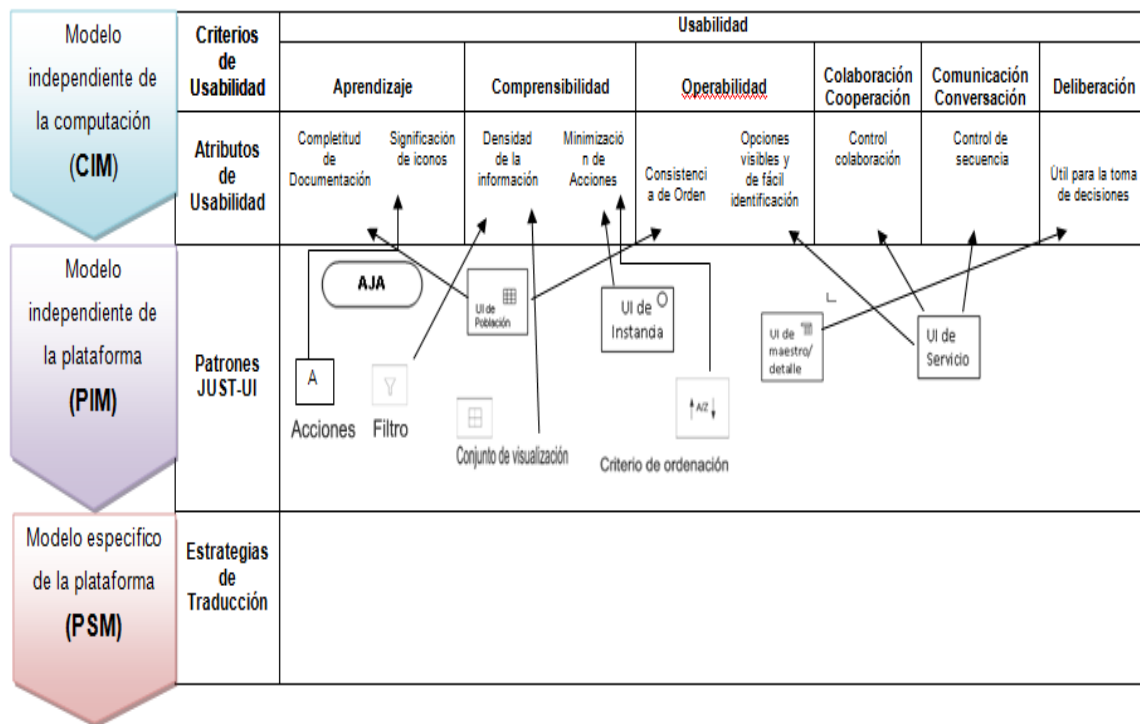 Modelo
independiente de
la computación
(CIM)
Criterios
de
Usabilidad
Usabilidad
Aprendizaje
Comprensibilidad
Operabilidad
Colaboración
Cooperación
Comunicación
Conversación
Deliberación
Atributos
de
Usabilidad
Completitud
de
Documentación
Significación
de iconos
Densidad
de la
información
Minimizació
n de
Acciones
Consistenci
a de Orden
Opciones
visibles y
de fácil
identificación
Control
colaboración
Control de
secuencia
Útil para la toma
de decisiones
Modelo
independiente de
la plataforma
(PIM)
Patrones
JUST-UI
AJA
UI de
Población
UI de
Instancia
UI de
maestro/
detalle
UI de
Servicio
A
Acciones
Filtro
Conjunto de visualización
A/Z
Criterio de ordenación
Modelo especifico
de la plataforma
(PSM)
Estrategias
de
Traducción